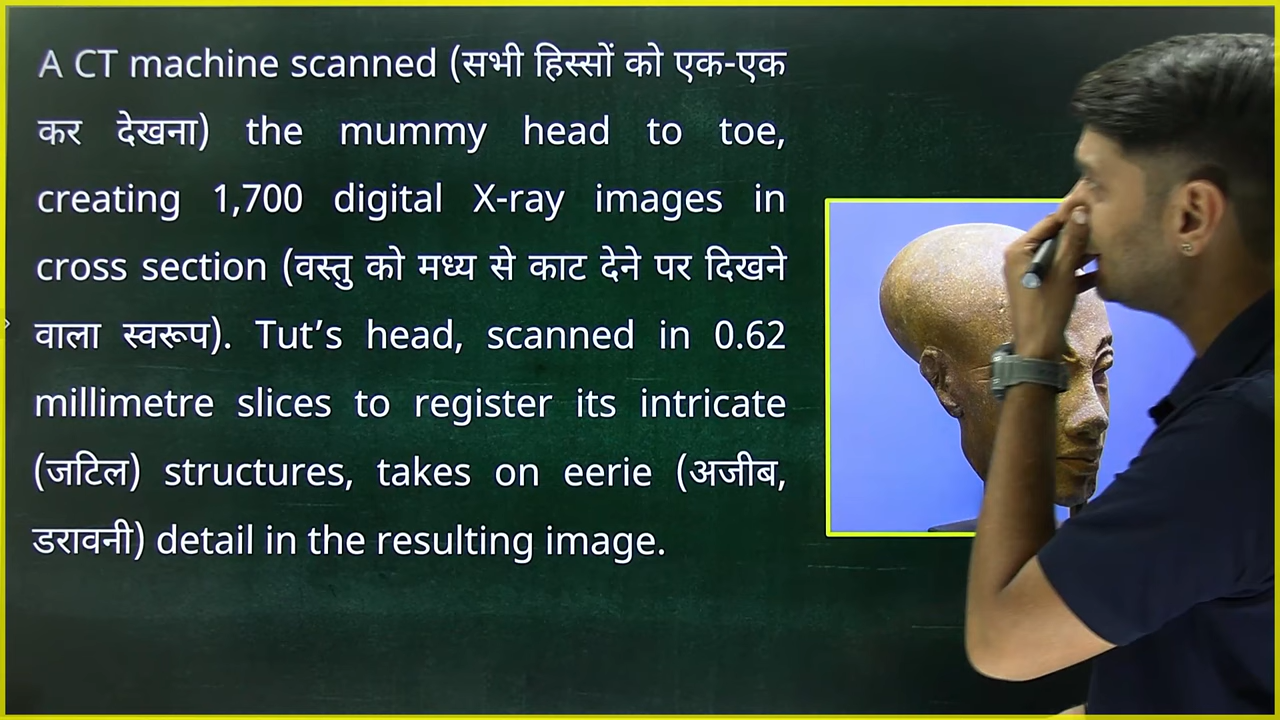 A CT machine scanned (सभी हिस्सों को एक-एक
कर देखना) the mummy head to toe,
creating 1,700 digital X-ray images in
cross section (वस्तु को मध्य से काट देने पर दिखने
वाला स्वरूप). Tut’s head, scanned in 0.62
millimetre slices to register its intricate
(जटिल) structures, takes on eerie (अजीब,
डरावनी) detail in the resulting image.